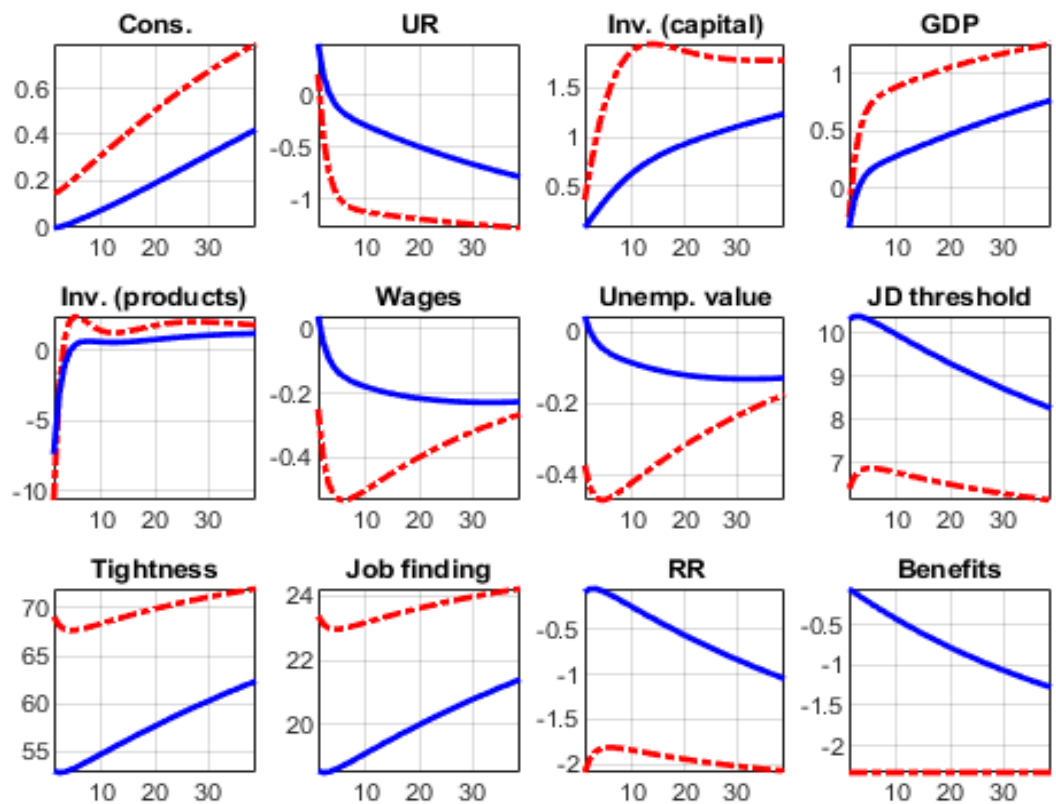 Cons. UR Inv. (capital) GDP
0.6 0.4 0.2 0
0 -0.5 -1
1.5 1 0.5
1 0.5 0
10 20 30 10 20 30 10 20 30 10 20 30
Inv. (products) Wages Unemp. value JD threshold
0 -5 -10
0 -0.2 -0.4
0 -0.2 -0.4
10 9 8 7
10 20 30 10 20 30 10 20 30 10 20 30
Tightness Job finding RR Benefits
70 65 60 55
24 22 20
-0.5 -1 -1.5 -2
-0.5 -1 -1.5 -2
10 20 30 10 20 30 10 20 30 10 20 30